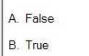 A. False
B. True